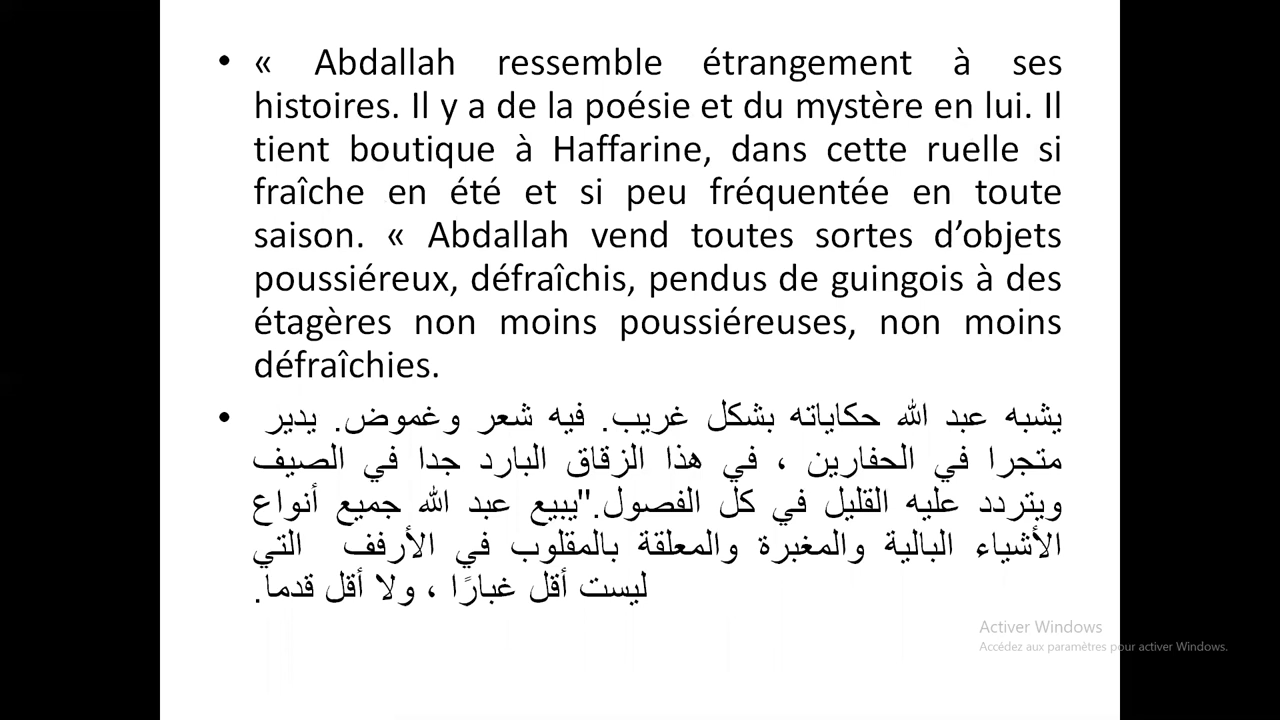 • « Abdallah ressemble étrangement à ses
histoires. Il y a de la poésie et du mystère en lui. Il
tient boutique à Haffarine, dans cette ruelle si
fraîche en été et si peu fréquentée en toute
saison. « Abdallah vend toutes sortes d’objets
poussiéreux, défraîchis, pendus de guingois à des
étagères non moins poussiéreuses, non moins
défraîchies.
• يشبه عبد الله حكاياته بشكل غريب. فيه شعر وغموض. يدير
متجرا في الحفارين ، في هذا الزقاق البارد جدا في الصيف
ويتردد عليه القليل في كل الفصول."يبيع عبد الله جميع أنواع
الأشياء البالية والمغبرة والمعلقة بالمقلوب في الأرفف التي
ليست أقل غبارًا ، ولا أقل قدما.
Activer Windows
Accédez aux paramètres pour activer Windows.